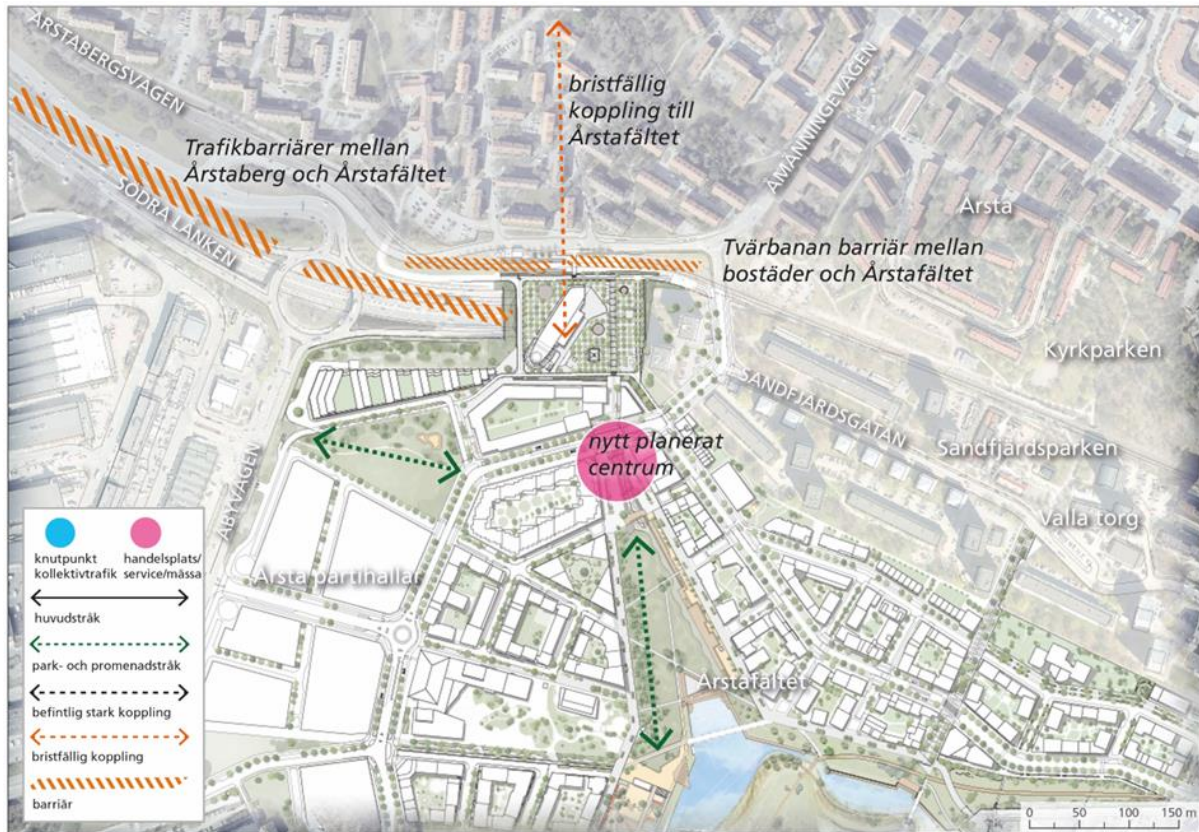 ÅRSTABERGSVÄGEN
bristfällig
koppling till
Årstafältet
ÅMÄNNINGEVÄGEN
Trafikbarriärer mellan
Årstaberg och Årstafältet
SÖDRA LÄNKEN
Årsta
Tvärbanan barriär mellan
bostäder och Årstafältet
Kyrkparken
SANDFJÄRDSGATAN
nytt planerat
centrum
Sandfjärdsparken
Valla torg
ÅBYVÄGEN
Årsta partihallar
Årstafältet
knutpunkt
kollektivtrafik
handelsplats/
service/mässa
huvudstråk
park- och promenadstråk
befintlig stark koppling
bristfällig koppling
barriär
0 50 100 150 m